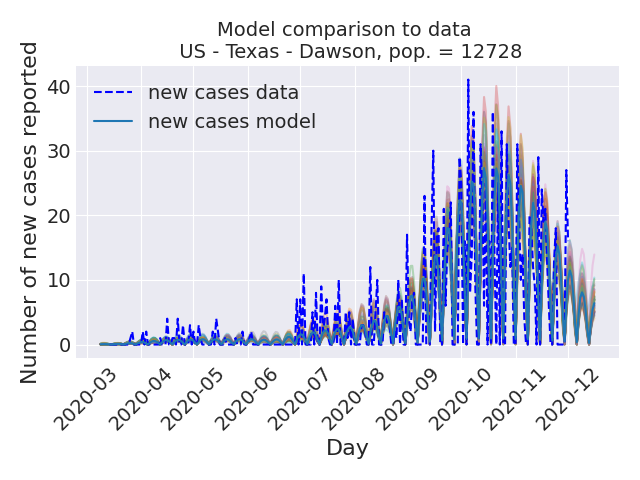 Model comparison to data
US - Texas - Dawson, pop. = 12728
Number of new cases reported
40
30
20
10
0
new cases data
new cases model
2020-03
2020-04
2020-05
2020-06
2020-07
2020-08
2020-09
2020-10
2020-11
2020-12
Day